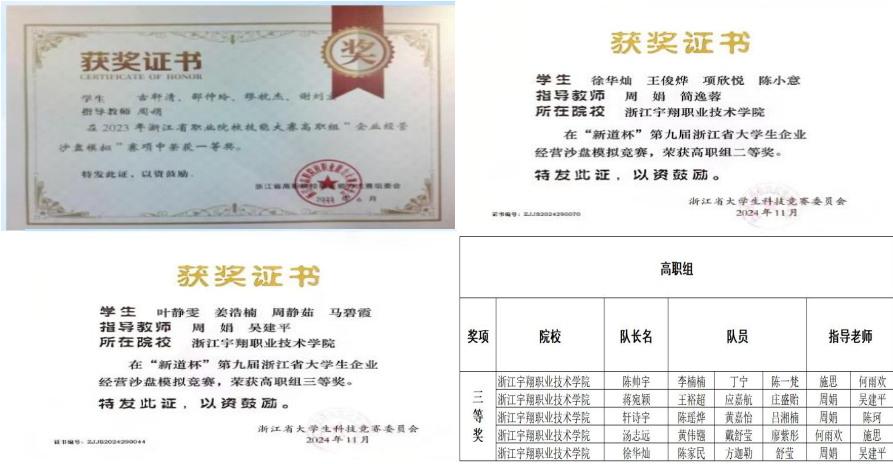 获奖证书
CERTIFICATE OF HONOR
奖
学生 古轩清、邵仲玲、穆航杰、谢刘
指导教师 周娟
在2023年浙江省职业院校技能大赛高职组“企业经营
沙盘模拟”赛项中荣获一等奖。
特发此证，以资鼓励。
获奖证书
学生 徐华灿 王俊烨 项欣悦 陈小意
指导教师 周娟 简逸蓉
所在院校 浙江宇翔职业技术学院
在“新道杯”第九届浙江省大学生企业
经营沙盘模拟竞赛，荣获高职组二等奖。
特发此证，以资鼓励。
浙江省大学生科技竞赛委员会
2024年11月
证书编号：ZJJS2024290070
获奖证书
学生 叶静雯 姜浩楠 周静茹 马碧霞
指导教师 周娟 吴建平
所在院校 浙江宇翔职业技术学院
在“新道杯”第九届浙江省大学生企业
经营沙盘模拟竞赛，荣获高职组三等奖。
特发此证，以资鼓励。
浙江省大学生科技竞赛委员会
2024年11月
证书编号：ZJJS2024290044
高职组
奖项 院校 队长名 队员 指导老师
三等奖
浙江宇翔职业技术学院 陈帅宇 李楠楠 丁宁 陈一梵 施思 何雨欢
浙江宇翔职业技术学院 蒋宛颖 王裕超 应嘉航 庄盛贻 周娟 吴建平
浙江宇翔职业技术学院 轩诗宇 陈瑶烨 黄嘉怡 吕湘楠 周娟 陈珂
浙江宇翔职业技术学院 汤志远 黄伟强 戴舒莹 廖紫彤 何雨欢 施思
浙江宇翔职业技术学院 徐华灿 陈家民 方迦勒 舒莹 周娟 吴建平